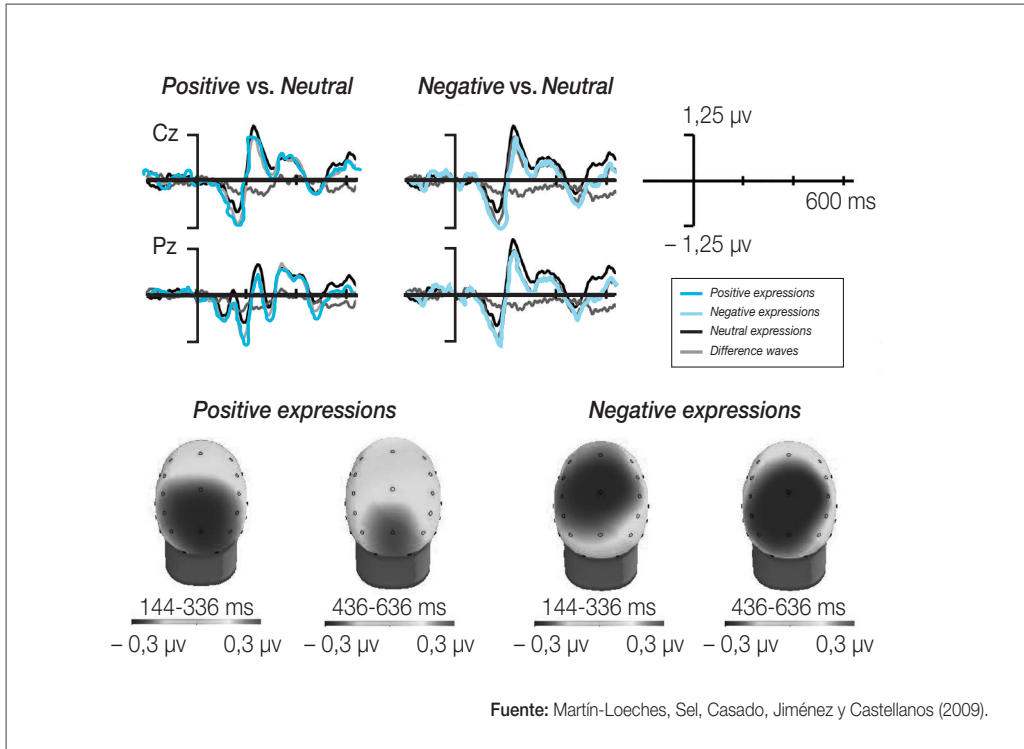 Positive vs. Neutral
Negative vs. Neutral
Cz
1,25 μv
600 ms
– 1,25 μv
Pz
Positive expressions
Negative expressions
Neutral expressions
Difference waves
Positive expressions
Negative expressions
144-336 ms
436-636 ms
144-336 ms
436-636 ms
– 0,3 μv
0,3 μv
– 0,3 μv
0,3 μv
– 0,3 μv
0,3 μv
– 0,3 μv
0,3 μv
Fuente: Martín-Loeches, Sel, Casado, Jiménez y Castellanos (2009).